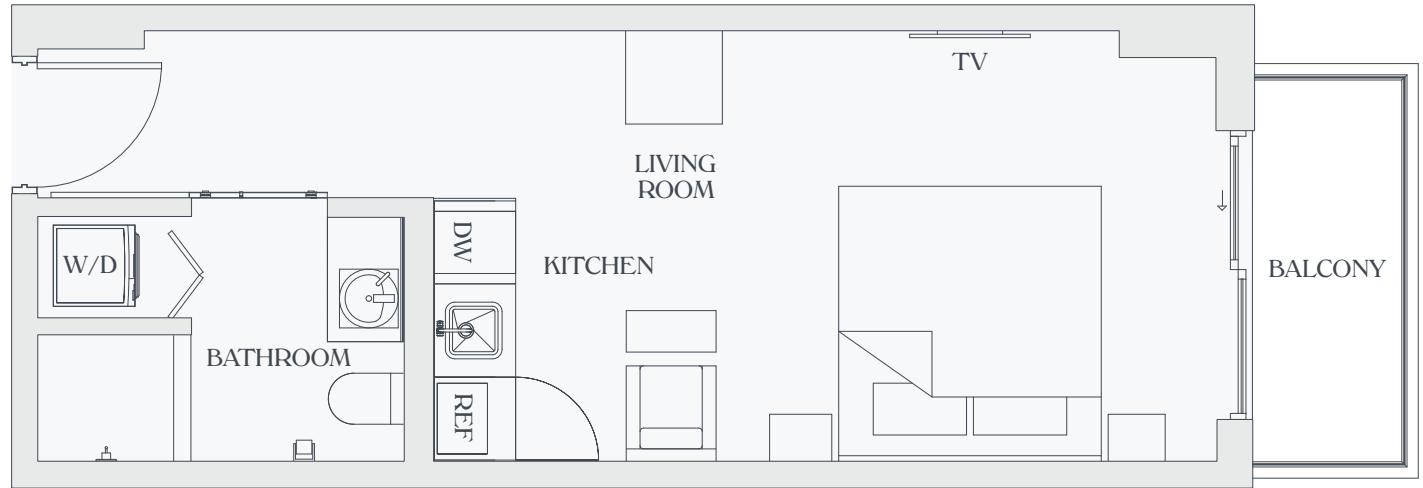 TV
LIVING
ROOM
DW
W/D
KITCHEN
BALCONY
BATHROOM
REF